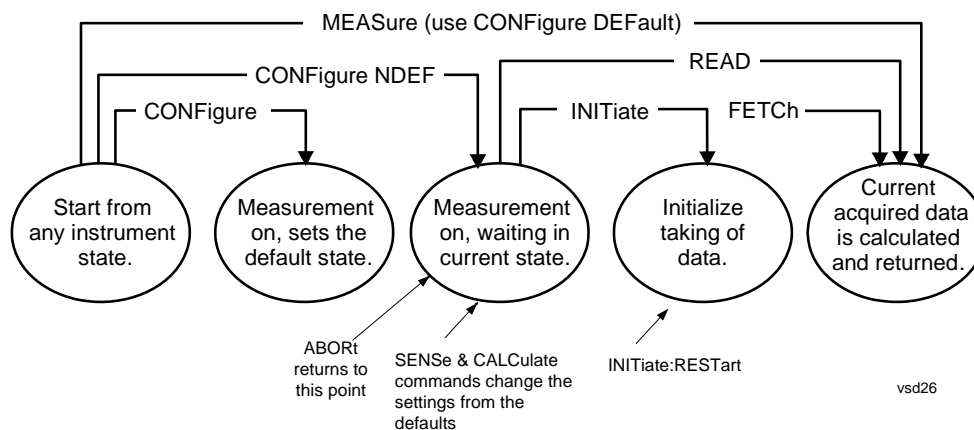 MEASure (use CONFigure DEFault)
CONFigure NDEF
READ
CONFigure
INITiate
FETCh
Start from
any instrument
state.
Measurement
on, sets the
default state.
Measurement
on, waiting in
current state.
Initialize
taking of
data.
Current
acquired data
is calculated
and returned.
ABORt
returns to
this point
SENSe & CALCulate
commands change the
settings from the
defaults
INITiate:RESTart
vsd26